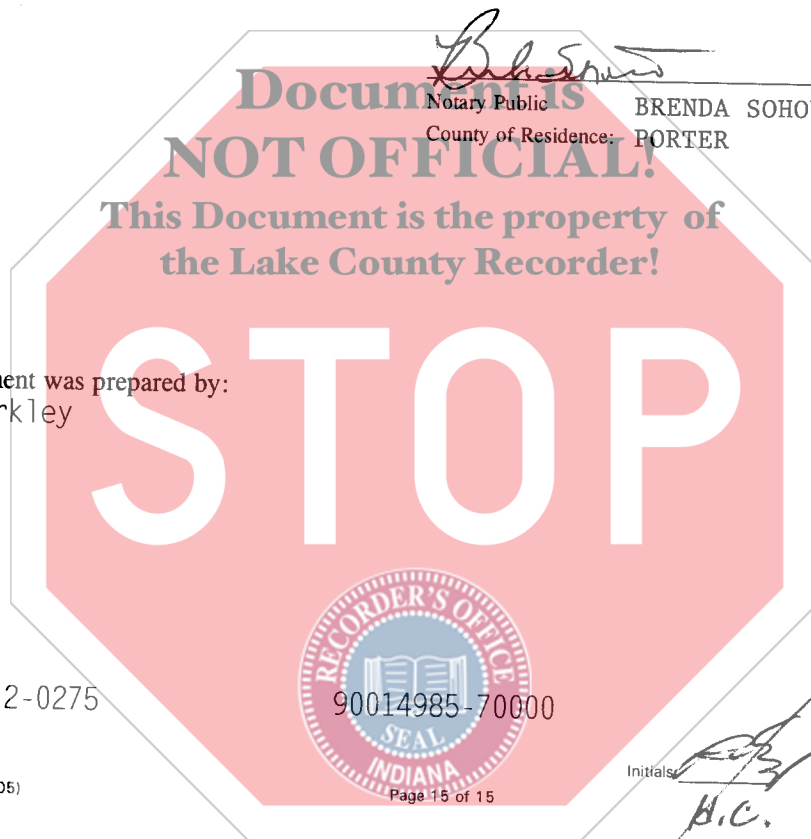 Document is
NOT OFFICIAL!
This Document is the property of
the Lake County Recorder!
Notary Public BRENDA SOHO
County of Residence: PORTER
ent was prepared by:
rkley
STOP
RECORDER'S OFFICE
SEAL
INDIANA
2-0275
90014985-70000
05)
Page 15 of 15
Initials:
H.C.